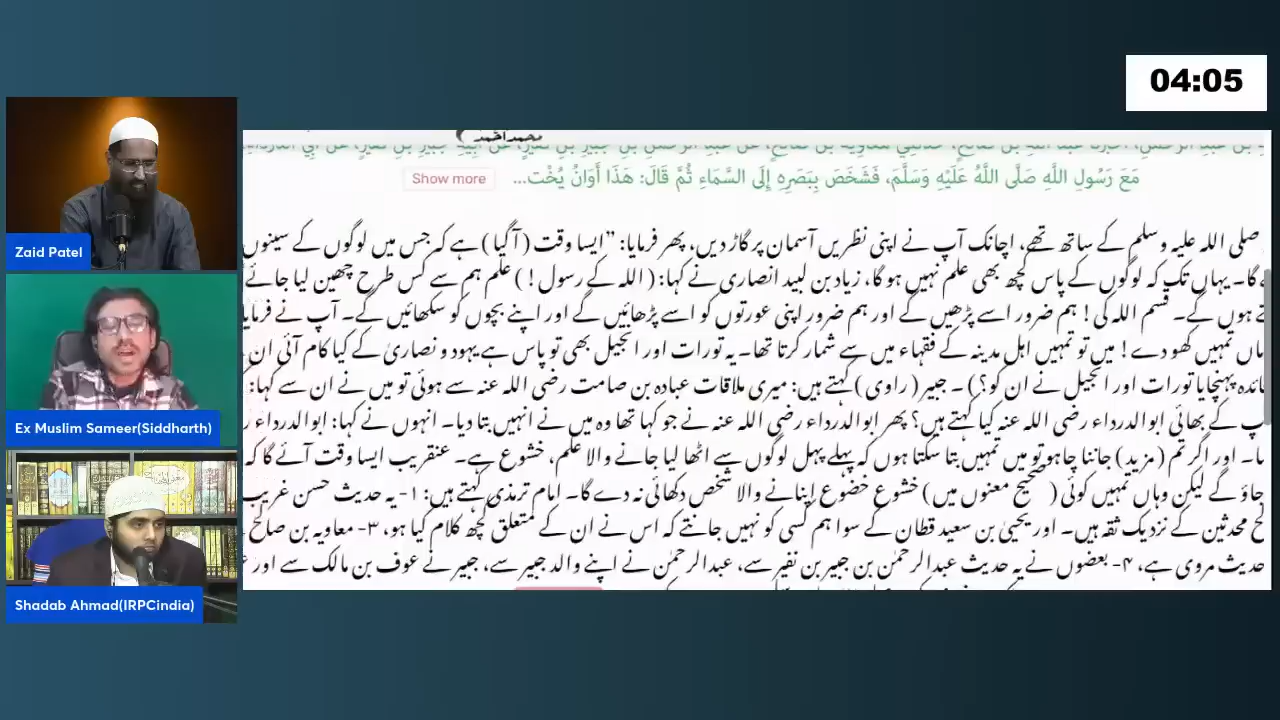 04:05
محمد احمد
مَعَ رَسُولِ اللَّهِ صَلَّى اللَّهُ عَلَيْهِ وَسَلَّمَ، فَشَخَصَ بِبَصَرِهِ إِلَى السَّمَاءِ ثُمَّ قَالَ: هَذَا أَوَانُ يُخْتَ... Show more
صلی اللہ علیہ وسلم کے ساتھ تھے، اچانک آپ نے اپنی نظریں آسمان پر گاڑ دیں، پھر فرمایا: ”ایسا وقت ( آ گیا ) ہے کہ جس میں لوگوں کے سینوں
گا۔ یہاں تک کہ لوگوں کے پاس کچھ بھی علم نہیں ہو گا، زیاد بن لبید انصاری نے کہا: ( اللہ کے رسول ! ) علم ہم سے کس طرح چھین لیا جائے
تے ہوں گے۔ قسم اللہ کی! ہم ضرور اسے پڑھیں گے اور ہم ضرور اپنی عورتوں کو اسے پڑھائیں گے اور اپنے بچوں کو سکھائیں گے۔ آپ نے فرمایا
ماں تمہیں کھو دے! میں تو تمہیں اہل مدینہ کے فقہاء میں سے شمار کرتا تھا۔ یہ تورات اور انجیل بھی تو پاس ہے یہود و نصاریٰ کے کیا کام آئی ان
ئدہ پہنچایا تورات اور انجیل نے ان کو؟ )۔ جبیر ( راوی ) کہتے ہیں: میری ملاقات عبادہ بن صامت رضی اللہ عنہ سے ہوئی تو میں نے ان سے کہا:
پ کے بھائی ابوالدرداء رضی اللہ عنہ کیا کہتے ہیں؟ پھر ابوالدرداء رضی اللہ عنہ نے جو کہا تھا وہ میں نے انہیں بتا دیا۔ انہوں نے کہا: ابوالدرداء ر
ا۔ اور اگر تم ( مزید ) جاننا چاہو تو میں تمہیں بتا سکتا ہوں کہ پہلے پہل لوگوں سے اٹھا لیا جانے والا علم، خشوع ہے۔ عنقریب ایسا وقت آئے گا کہ
جاؤ گے لیکن وہاں تمہیں کوئی ( صحیح معنوں میں ) خشوع خضوع اپنانے والا شخص دکھائی نہ دے گا۔ امام ترمذی کہتے ہیں: ۱- یہ حدیث حسن غریب
لح محدثین کے نزدیک ثقہ ہیں۔ اور یحییٰ بن سعید قطان کے سوا ہم کسی کو نہیں جانتے کہ اس نے ان کے متعلق کچھ کلام کیا ہو، ۳- معاویہ بن صالح
حدیث مروی ہے، ۴- بعضوں نے یہ حدیث عبدالرحمٰن بن جبیر بن نفیر سے، عبدالرحمٰن نے اپنے والد جبیر سے، جبیر نے عوف بن مالک سے اور
Zaid Patel
Ex Muslim Sameer(Siddharth)
Shadab Ahmad(IRPCindia)